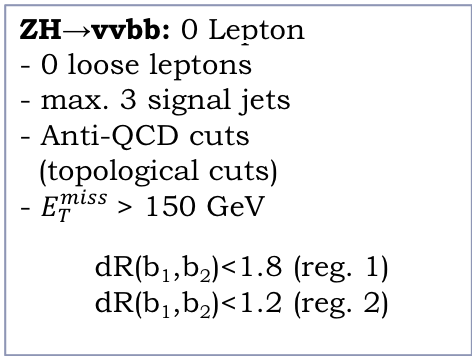 ZH→vvbb: 0 Lepton
- 0 loose leptons
- max. 3 signal jets
- Anti-QCD cuts
(topological cuts)
- E_T^miss > 150 GeV
dR(b₁,b₂)<1.8 (reg. 1)
dR(b₁,b₂)<1.2 (reg. 2)